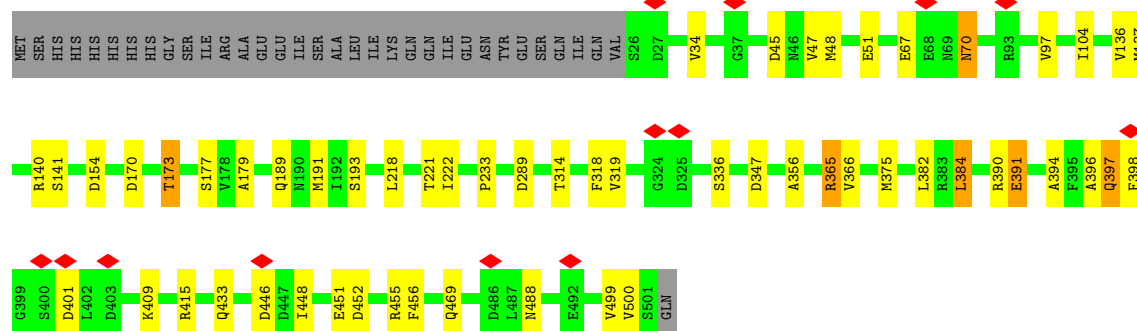 MET SER HIS HIS HIS HIS HIS HIS GLY SER ILE ARG ALA GLU GLU ILE SER ALA LEU ILE LYS GLN GLN ILE GLU ASN TYR GLU SER GLN ILE GLN VAL S26 D27 V34 G37 D45 N46 V47 M48 E51 E67 E68 N69 N70 R93 V97 I104 V136
R140 S141 D154 D170 T173 S177 V178 A179 Q189 N190 M191 I192 S193 L218 T221 I222 P233 D289 T314 F318 V319 G324 D325 S336 D347 A356 R365 V366 M375 L382 R383 L384 R390 E391 A394 F395 A396 Q397 E398
G399 S400 D401 L402 D403 K409 R415 Q433 D446 D447 I448 E451 D452 R455 F456 Q469 D486 L487 N488 E492 V499 V500 S501 GLN